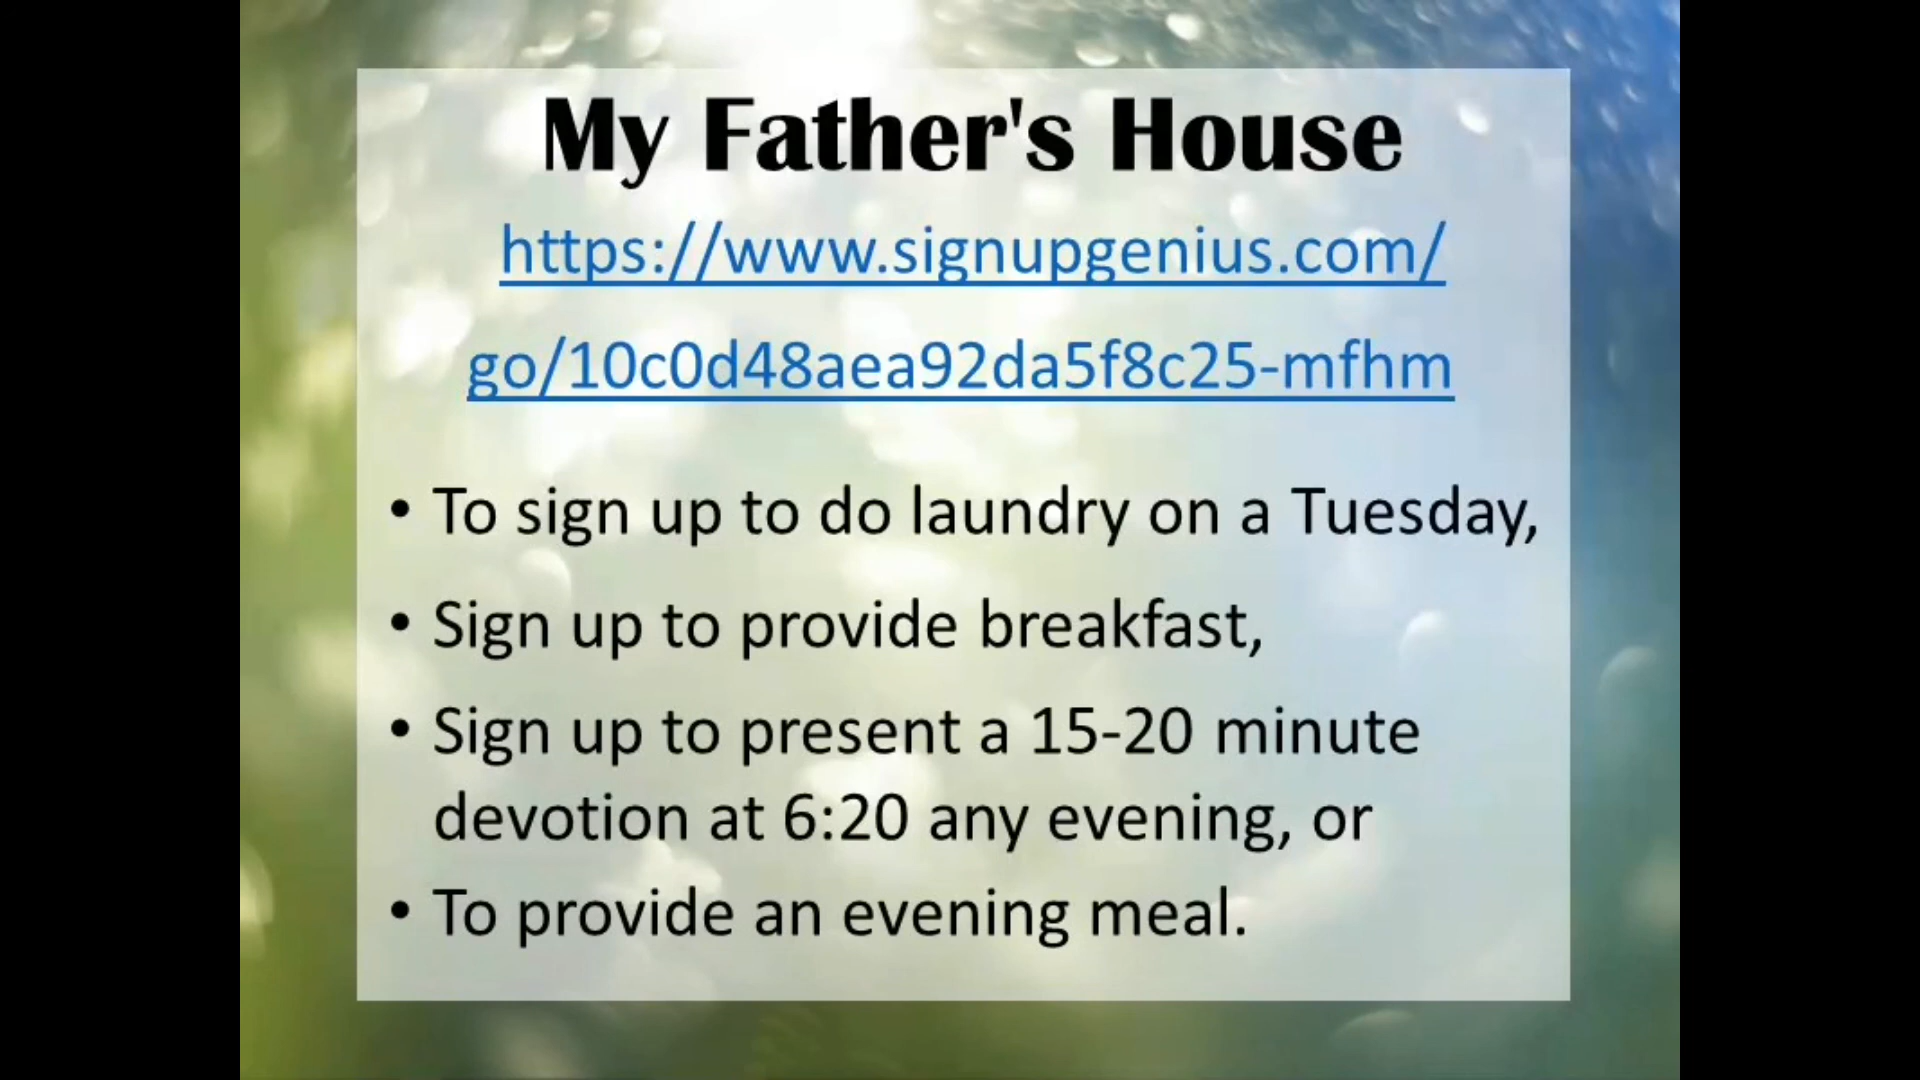 My Father's House
https://www.signupgenius.com/
go/10c0d48aea92da5f8c25-mfhm
• To sign up to do laundry on a Tuesday,
• Sign up to provide breakfast,
• Sign up to present a 15-20 minute
devotion at 6:20 any evening, or
• To provide an evening meal.